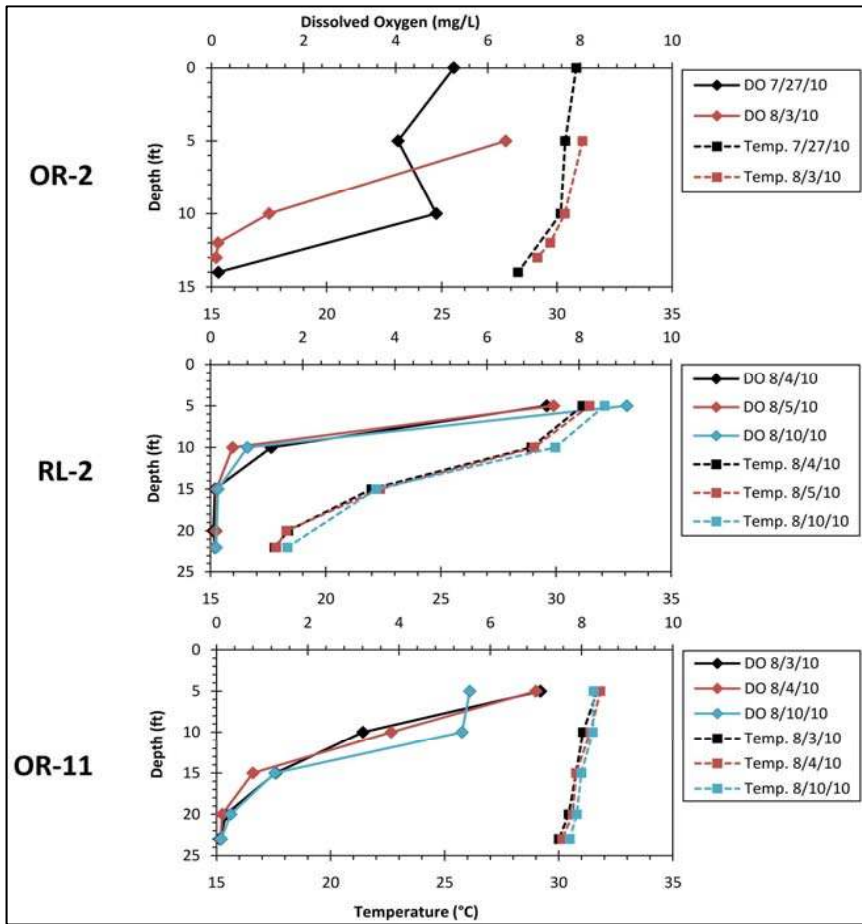 Dissolved Oxygen (mg/L)
0 2 4 6 8 10
OR-2
Depth (ft)
0
5
10
15
15 20 25 30 35
DO 7/27/10
DO 8/3/10
Temp. 7/27/10
Temp. 8/3/10
0 2 4 6 8 10
RL-2
Depth (ft)
0
5
10
15
20
25
15 20 25 30 35
DO 8/4/10
DO 8/5/10
DO 8/10/10
Temp. 8/4/10
Temp. 8/5/10
Temp. 8/10/10
0 2 4 6 8 10
OR-11
Depth (ft)
0
5
10
15
20
25
15 20 25 30 35
Temperature (°C)
DO 8/3/10
DO 8/4/10
DO 8/10/10
Temp. 8/3/10
Temp. 8/4/10
Temp. 8/10/10